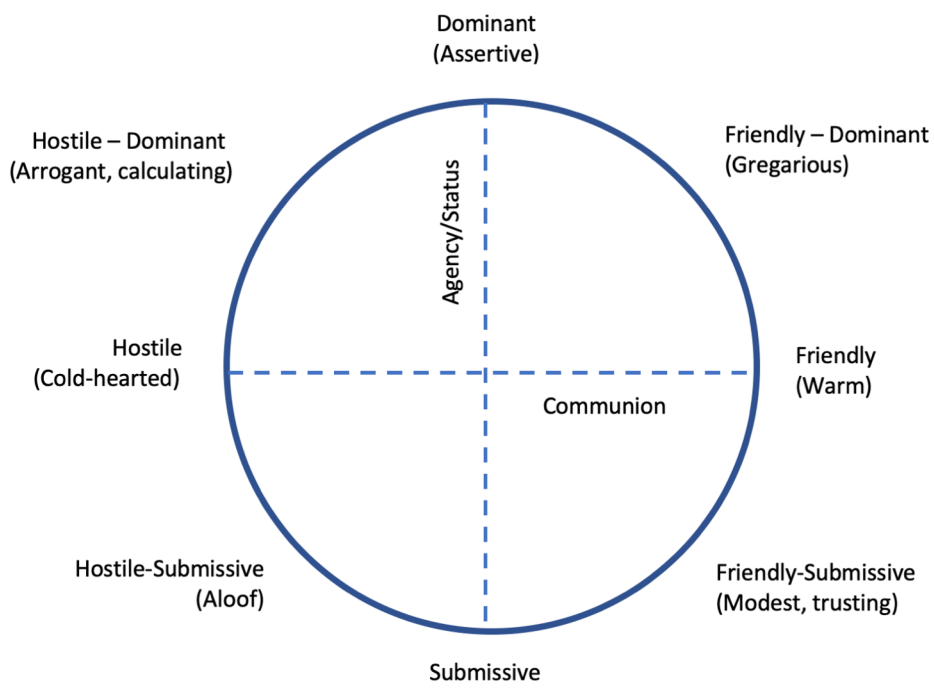 Dominant
(Assertive)
Hostile – Dominant
(Arrogant, calculating)
Friendly – Dominant
(Gregarious)
Agency/Status
Hostile
(Cold-hearted)
Friendly
(Warm)
Communion
Hostile-Submissive
(Aloof)
Friendly-Submissive
(Modest, trusting)
Submissive